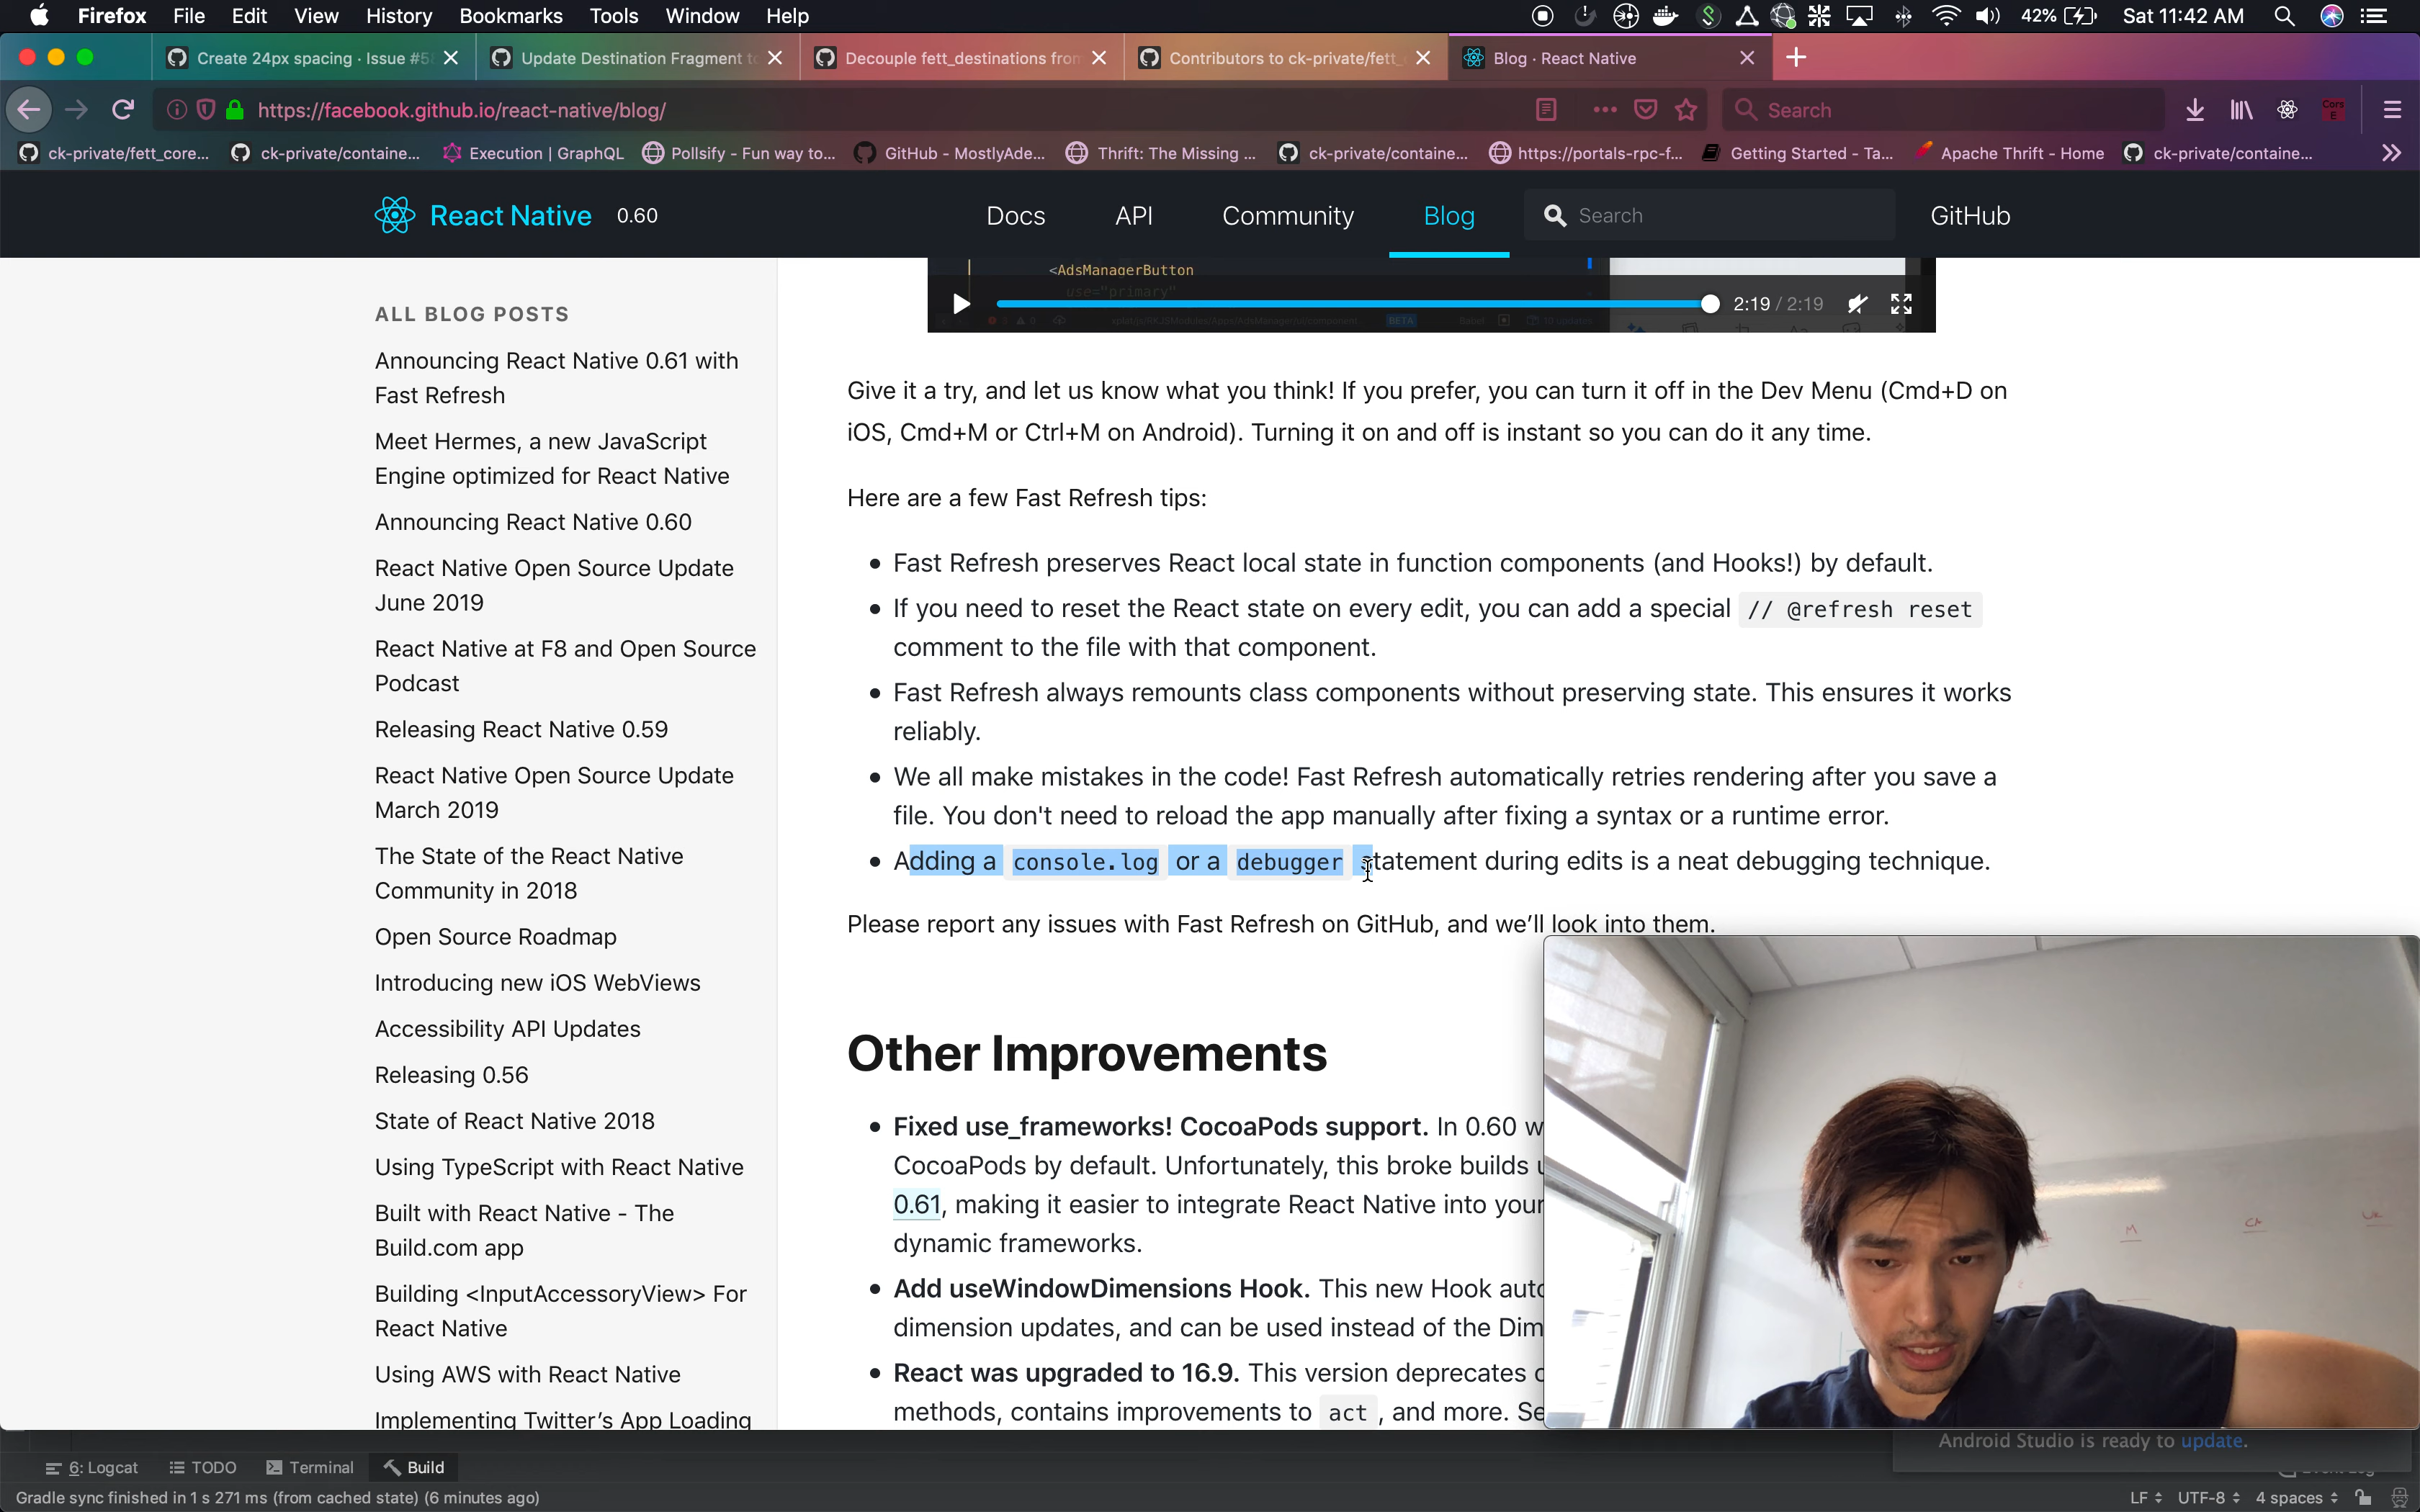 Firefox File Edit View History Bookmarks Tools Window Help 42% Sat 11:42 AM
Create 24px spacing · Issue #5 Update Destination Fragment t Decouple fett_destinations from Contributors to ck-private/fett_ Blog · React Native
https://facebook.github.io/react-native/blog/ Search Cors E
ck-private/fett_core... ck-private/containe... Execution | GraphQL Pollsify - Fun way to... GitHub - MostlyAde... Thrift: The Missing ... ck-private/containe... https://portals-rpc-f... Getting Started - Ta... Apache Thrift - Home ck-private/containe...
React Native 0.60 Docs API Community Blog Search GitHub
<AdsManagerButton
use="primary"
BETA
2:19 / 2:19
ALL BLOG POSTS
Announcing React Native 0.61 with
Fast Refresh
Meet Hermes, a new JavaScript
Engine optimized for React Native
Announcing React Native 0.60
React Native Open Source Update
June 2019
React Native at F8 and Open Source
Podcast
Releasing React Native 0.59
React Native Open Source Update
March 2019
The State of the React Native
Community in 2018
Open Source Roadmap
Introducing new iOS WebViews
Accessibility API Updates
Releasing 0.56
State of React Native 2018
Using TypeScript with React Native
Built with React Native - The
Build.com app
Building <InputAccessoryView> For
React Native
Using AWS with React Native
Implementing Twitter's App Loading
Give it a try, and let us know what you think! If you prefer, you can turn it off in the Dev Menu (Cmd+D on
iOS, Cmd+M or Ctrl+M on Android). Turning it on and off is instant so you can do it any time.
Here are a few Fast Refresh tips:
• Fast Refresh preserves React local state in function components (and Hooks!) by default.
• If you need to reset the React state on every edit, you can add a special // @refresh reset
comment to the file with that component.
• Fast Refresh always remounts class components without preserving state. This ensures it works
reliably.
• We all make mistakes in the code! Fast Refresh automatically retries rendering after you save a
file. You don't need to reload the app manually after fixing a syntax or a runtime error.
• Adding a console.log or a debugger statement during edits is a neat debugging technique.
Please report any issues with Fast Refresh on GitHub, and we'll look into them.
Other Improvements
• Fixed use_frameworks! CocoaPods support. In 0.60 w
CocoaPods by default. Unfortunately, this broke builds
0.61, making it easier to integrate React Native into your
dynamic frameworks.
• Add useWindowDimensions Hook. This new Hook auto
dimension updates, and can be used instead of the Dim
• React was upgraded to 16.9. This version deprecates
methods, contains improvements to act, and more. Se
M
Android Studio is ready to update.
6: Logcat TODO Terminal Build
Gradle sync finished in 1 s 271 ms (from cached state) (6 minutes ago) LF UTF-8 4 spaces